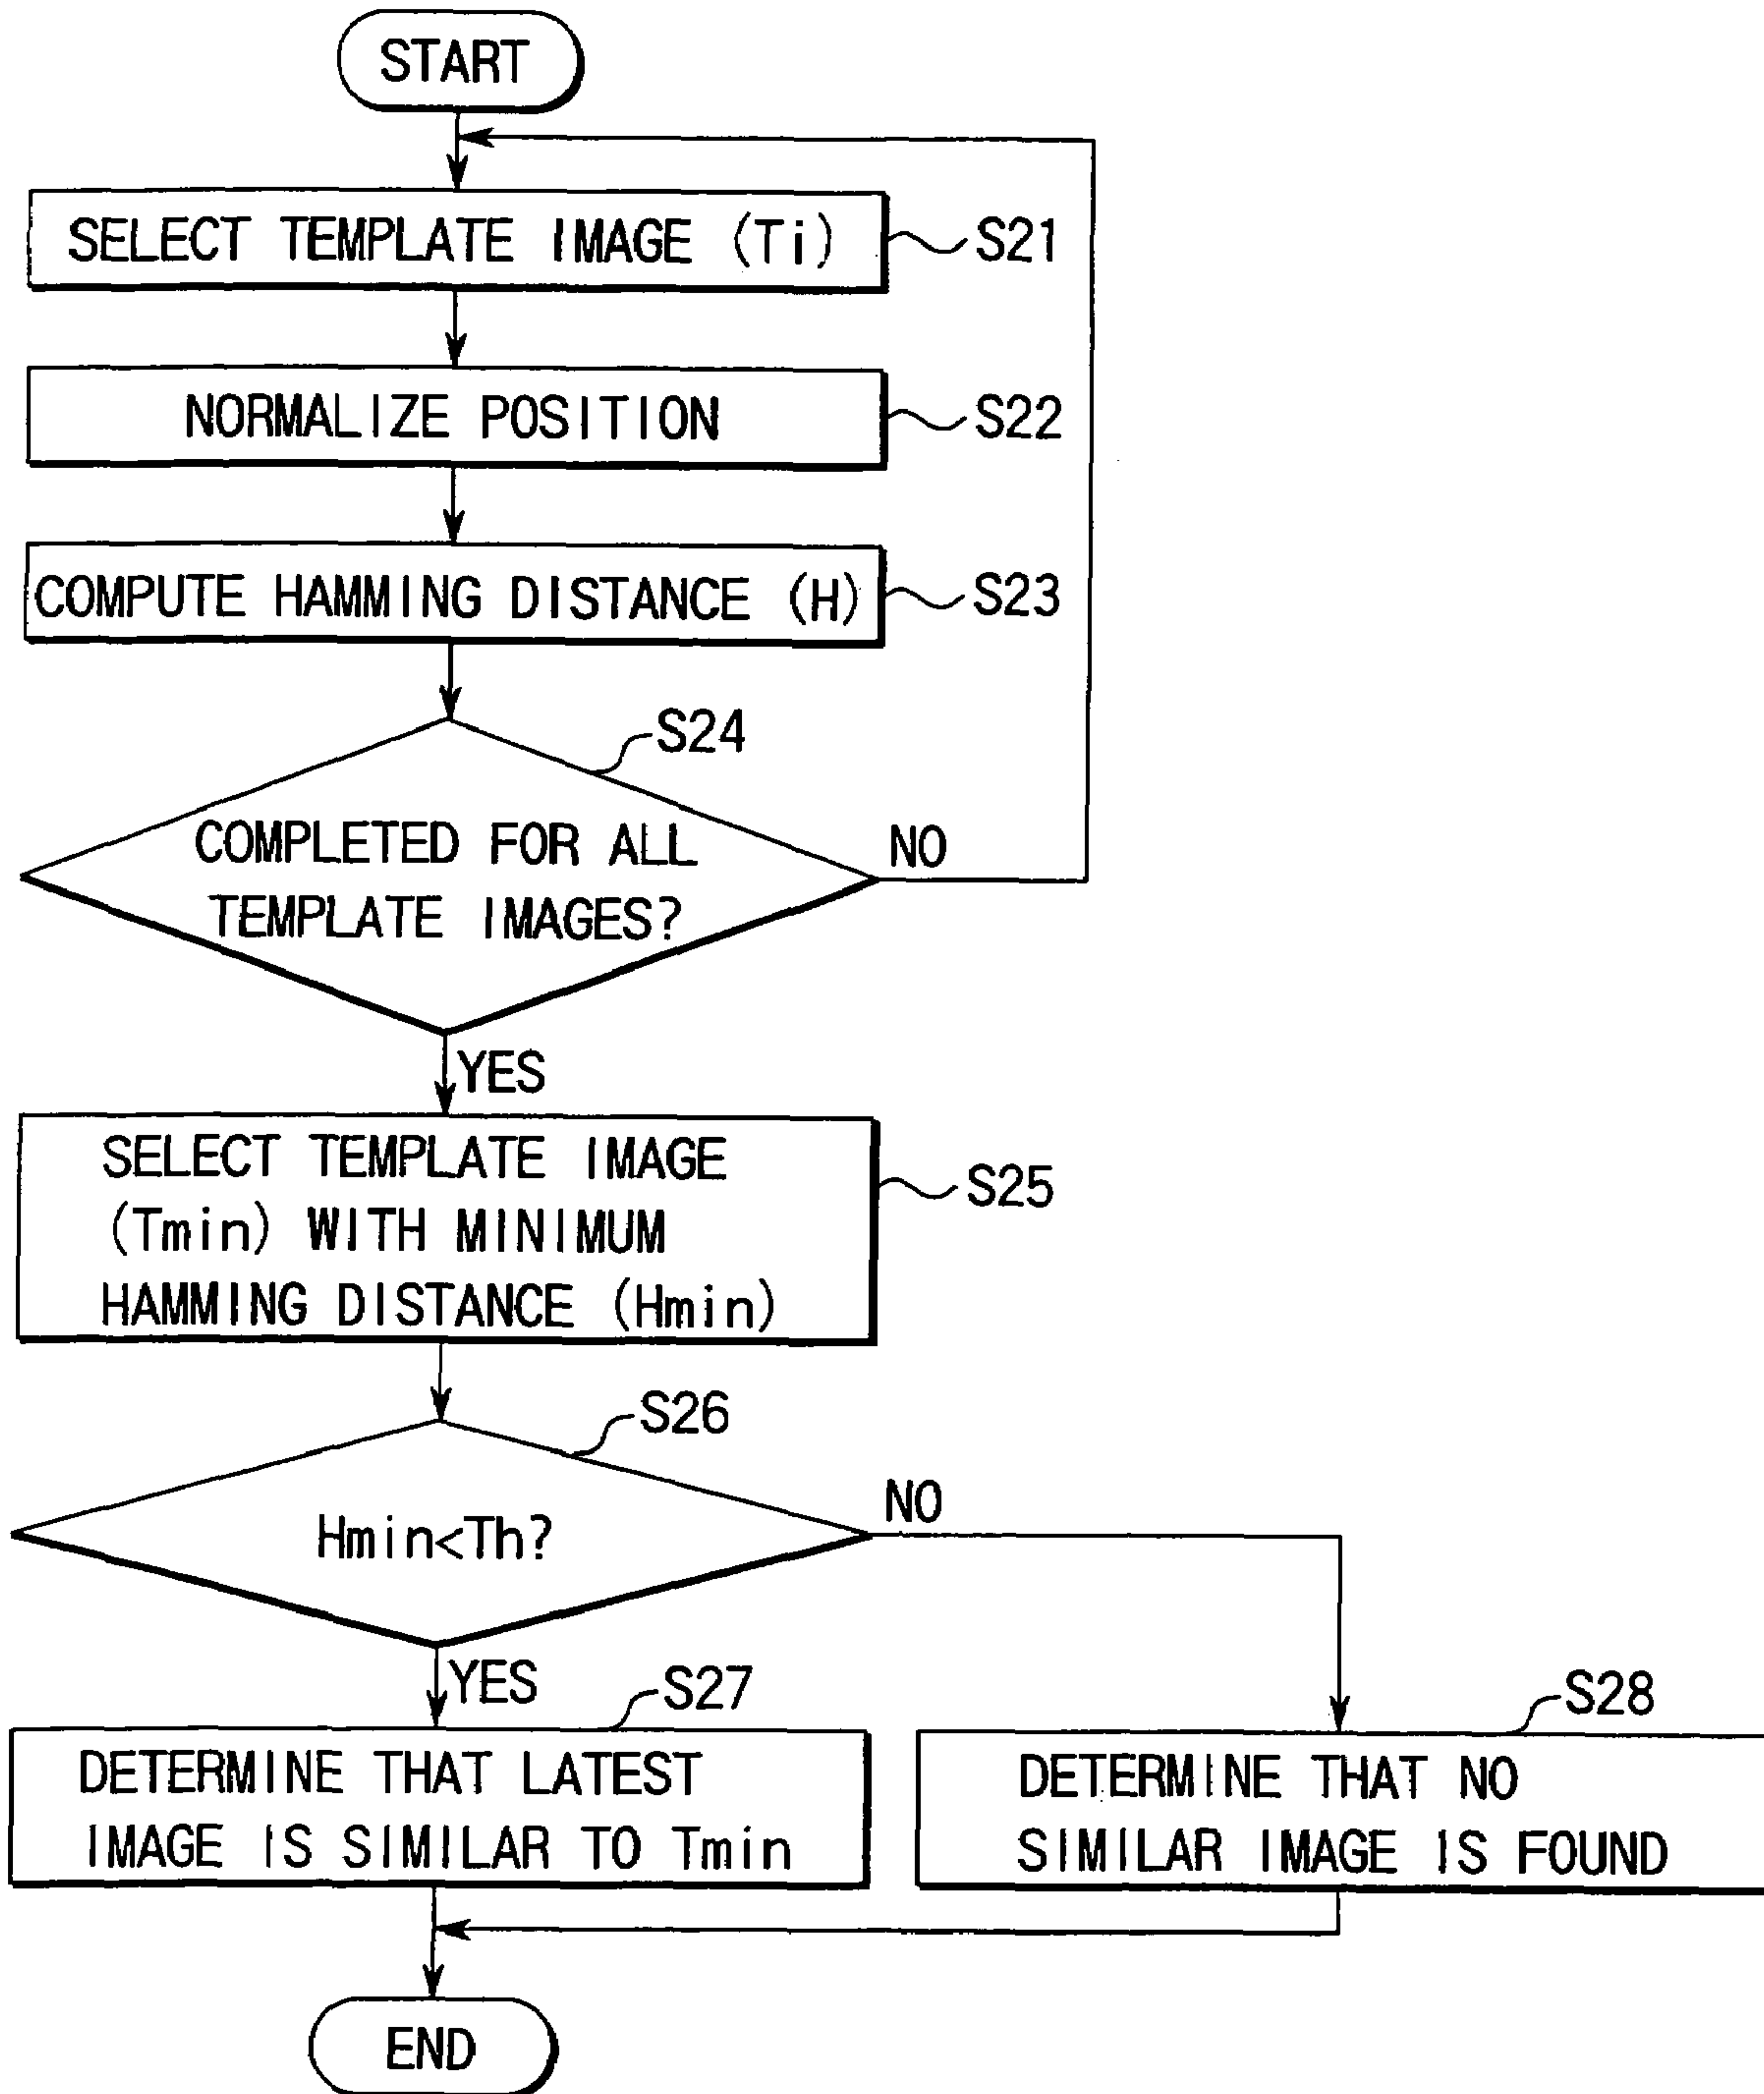 START
SELECT TEMPLATE IMAGE (Ti)
S21
NORMALIZE POSITION
S22
COMPUTE HAMMING DISTANCE (H)
S23
S24
COMPLETED FOR ALL
TEMPLATE IMAGES?
NO
YES
SELECT TEMPLATE IMAGE
(Tmin) WITH MINIMUM
HAMMING DISTANCE (Hmin)
S25
S26
Hmin<Th?
NO
YES
S27
DETERMINE THAT LATEST
IMAGE IS SIMILAR TO Tmin
S28
DETERMINE THAT NO
SIMILAR IMAGE IS FOUND
END